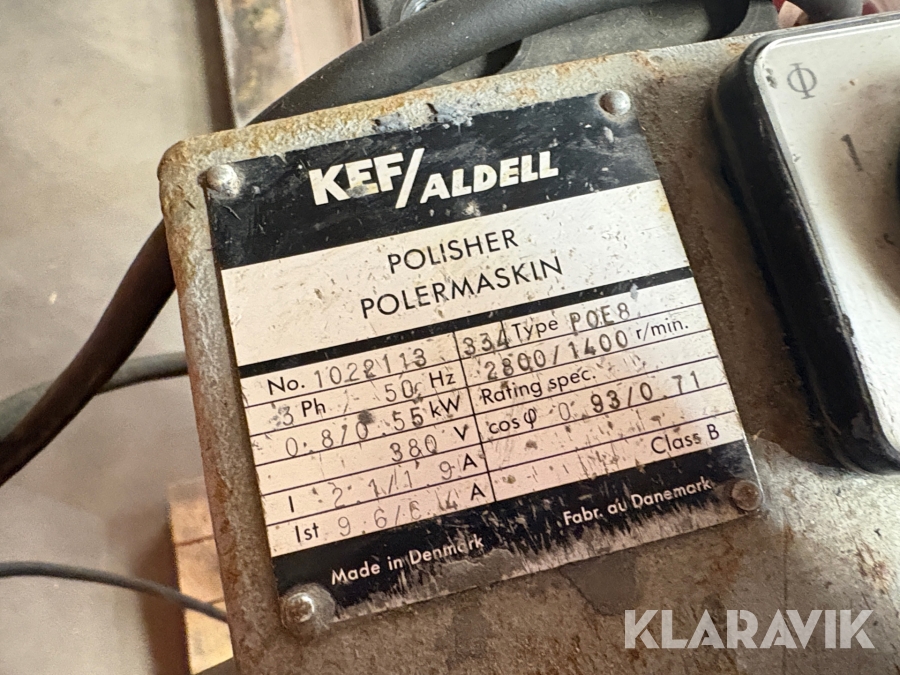 KEF/ALDELL
POLISHER
POLERMASKIN
No. 1022113 334 Type POE8
3 Ph / 50 Hz 2800/1400 r/min.
0.8/0.55 kW Rating spec.
380 V cos φ 0.93/0.71
I 2.1/1.9 A
Ist 9.6/6.4 A Class B
Made in Denmark Fabr. au Danemark
Φ
1
KLARAVIK